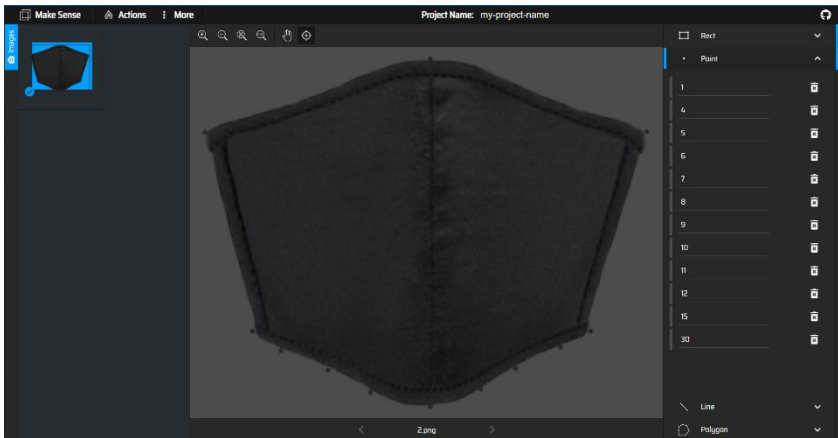 Make Sense Actions More Project Name: my-project-name
Images
Rect
Point
1
4
5
6
7
8
9
10
11
12
15
30
Line
2.png
Polygon